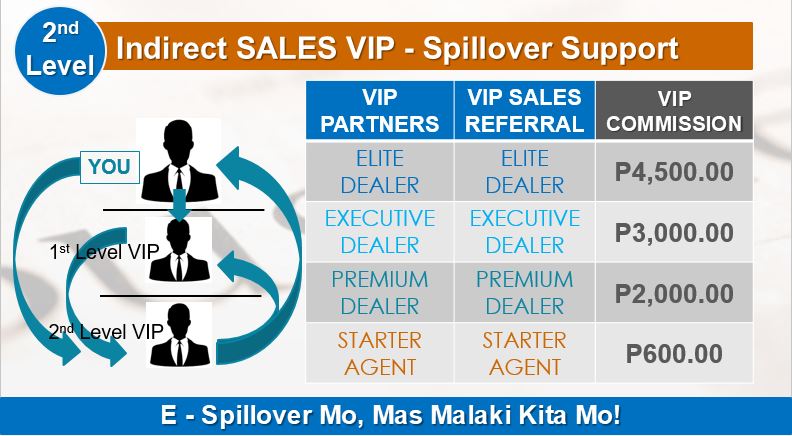 2nd
Level
Indirect SALES VIP - Spillover Support
YOU
1st Level VIP
2nd Level VIP
VIP
PARTNERS
VIP SALES
REFERRAL
VIP
COMMISSION
ELITE
DEALER
ELITE
DEALER
P4,500.00
EXECUTIVE
DEALER
EXECUTIVE
DEALER
P3,000.00
PREMIUM
DEALER
PREMIUM
DEALER
P2,000.00
STARTER
AGENT
STARTER
AGENT
P600.00
E - Spillover Mo, Mas Malaki Kita Mo!